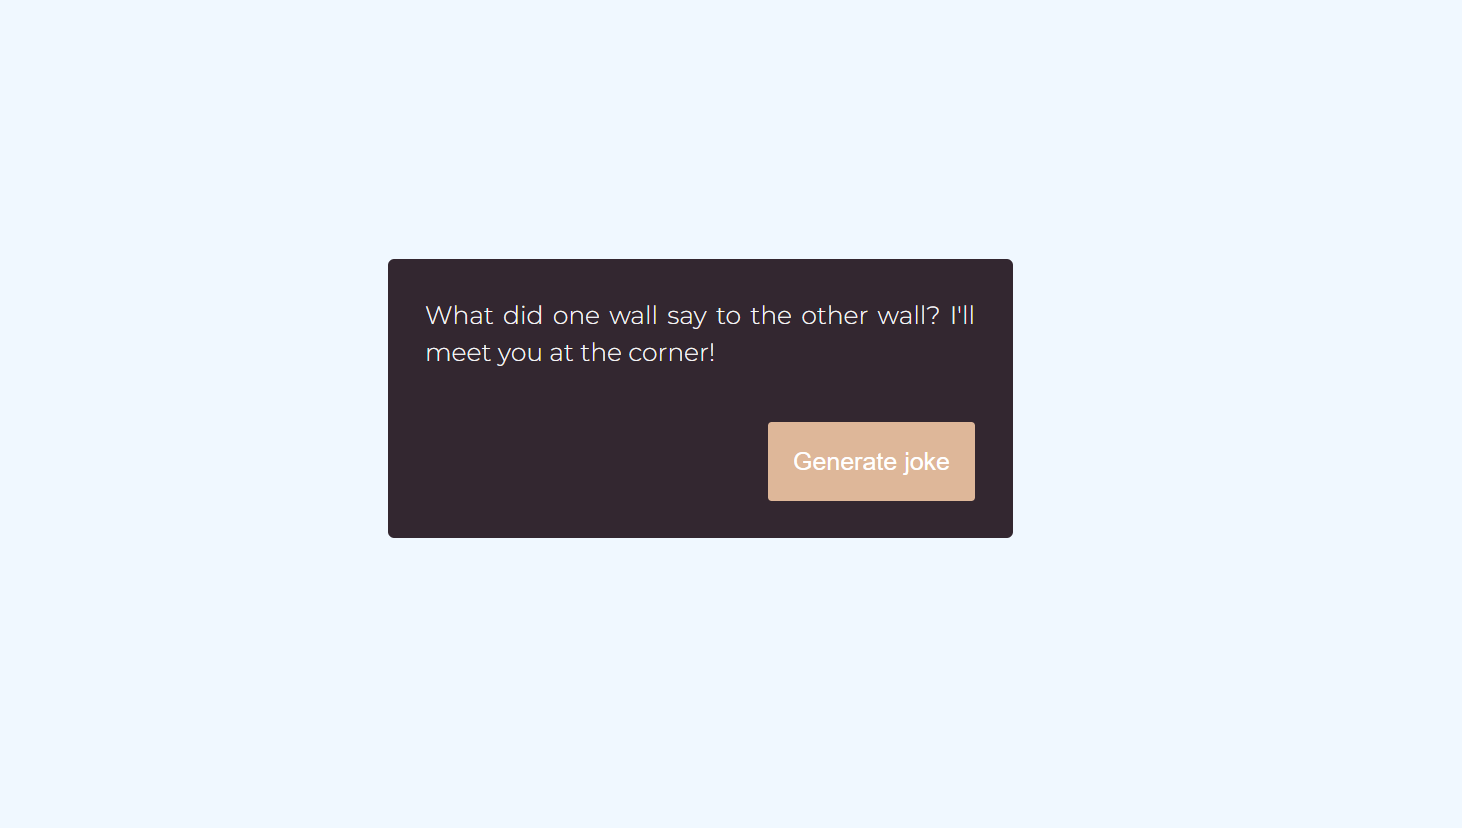 What did one wall say to the other wall? I'll
meet you at the corner!
Generate joke